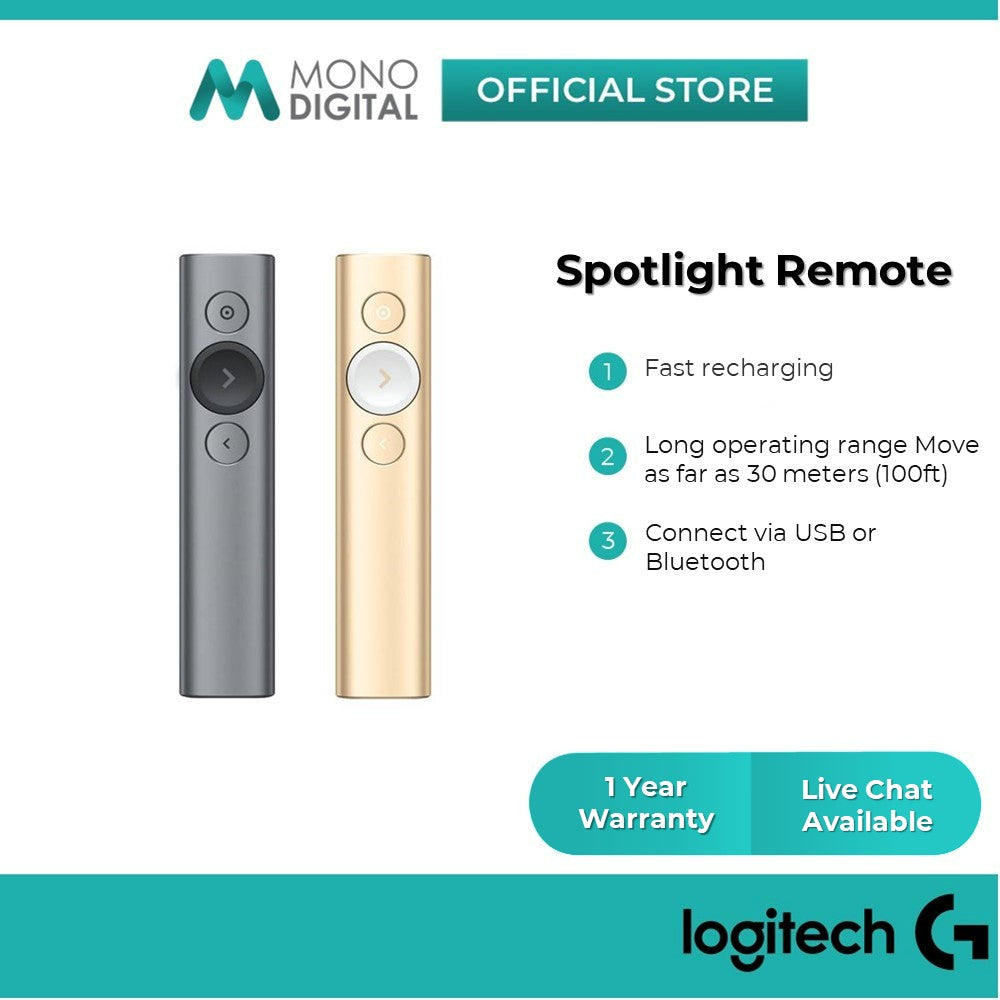 MONO
DIGITAL
OFFICIAL STORE
Spotlight Remote
1 Fast recharging
2 Long operating range Move
as far as 30 meters (100ft)
3 Connect via USB or
Bluetooth
1 Year
Warranty
Live Chat
Available
logitech G